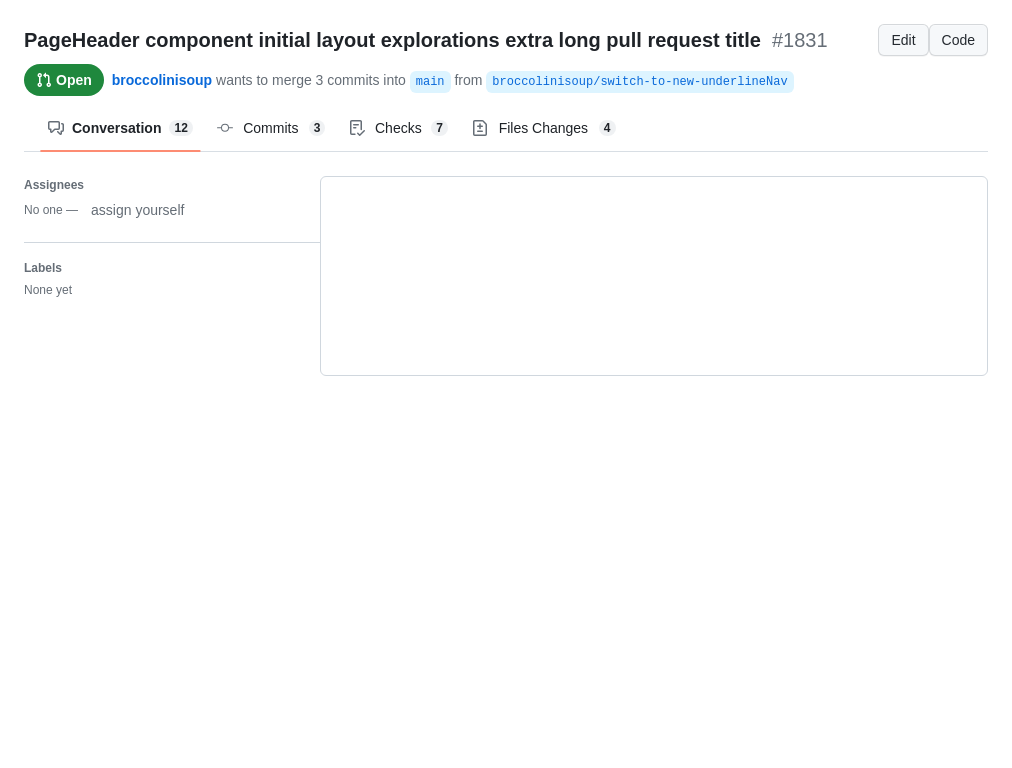 PageHeader component initial layout explorations extra long pull request title #1831
Edit Code
Open broccolinisoup wants to merge 3 commits into main from broccolinisoup/switch-to-new-underlineNav
Conversation 12 Commits 3 Checks 7 Files Changes 4
Assignees
No one — assign yourself
Labels
None yet